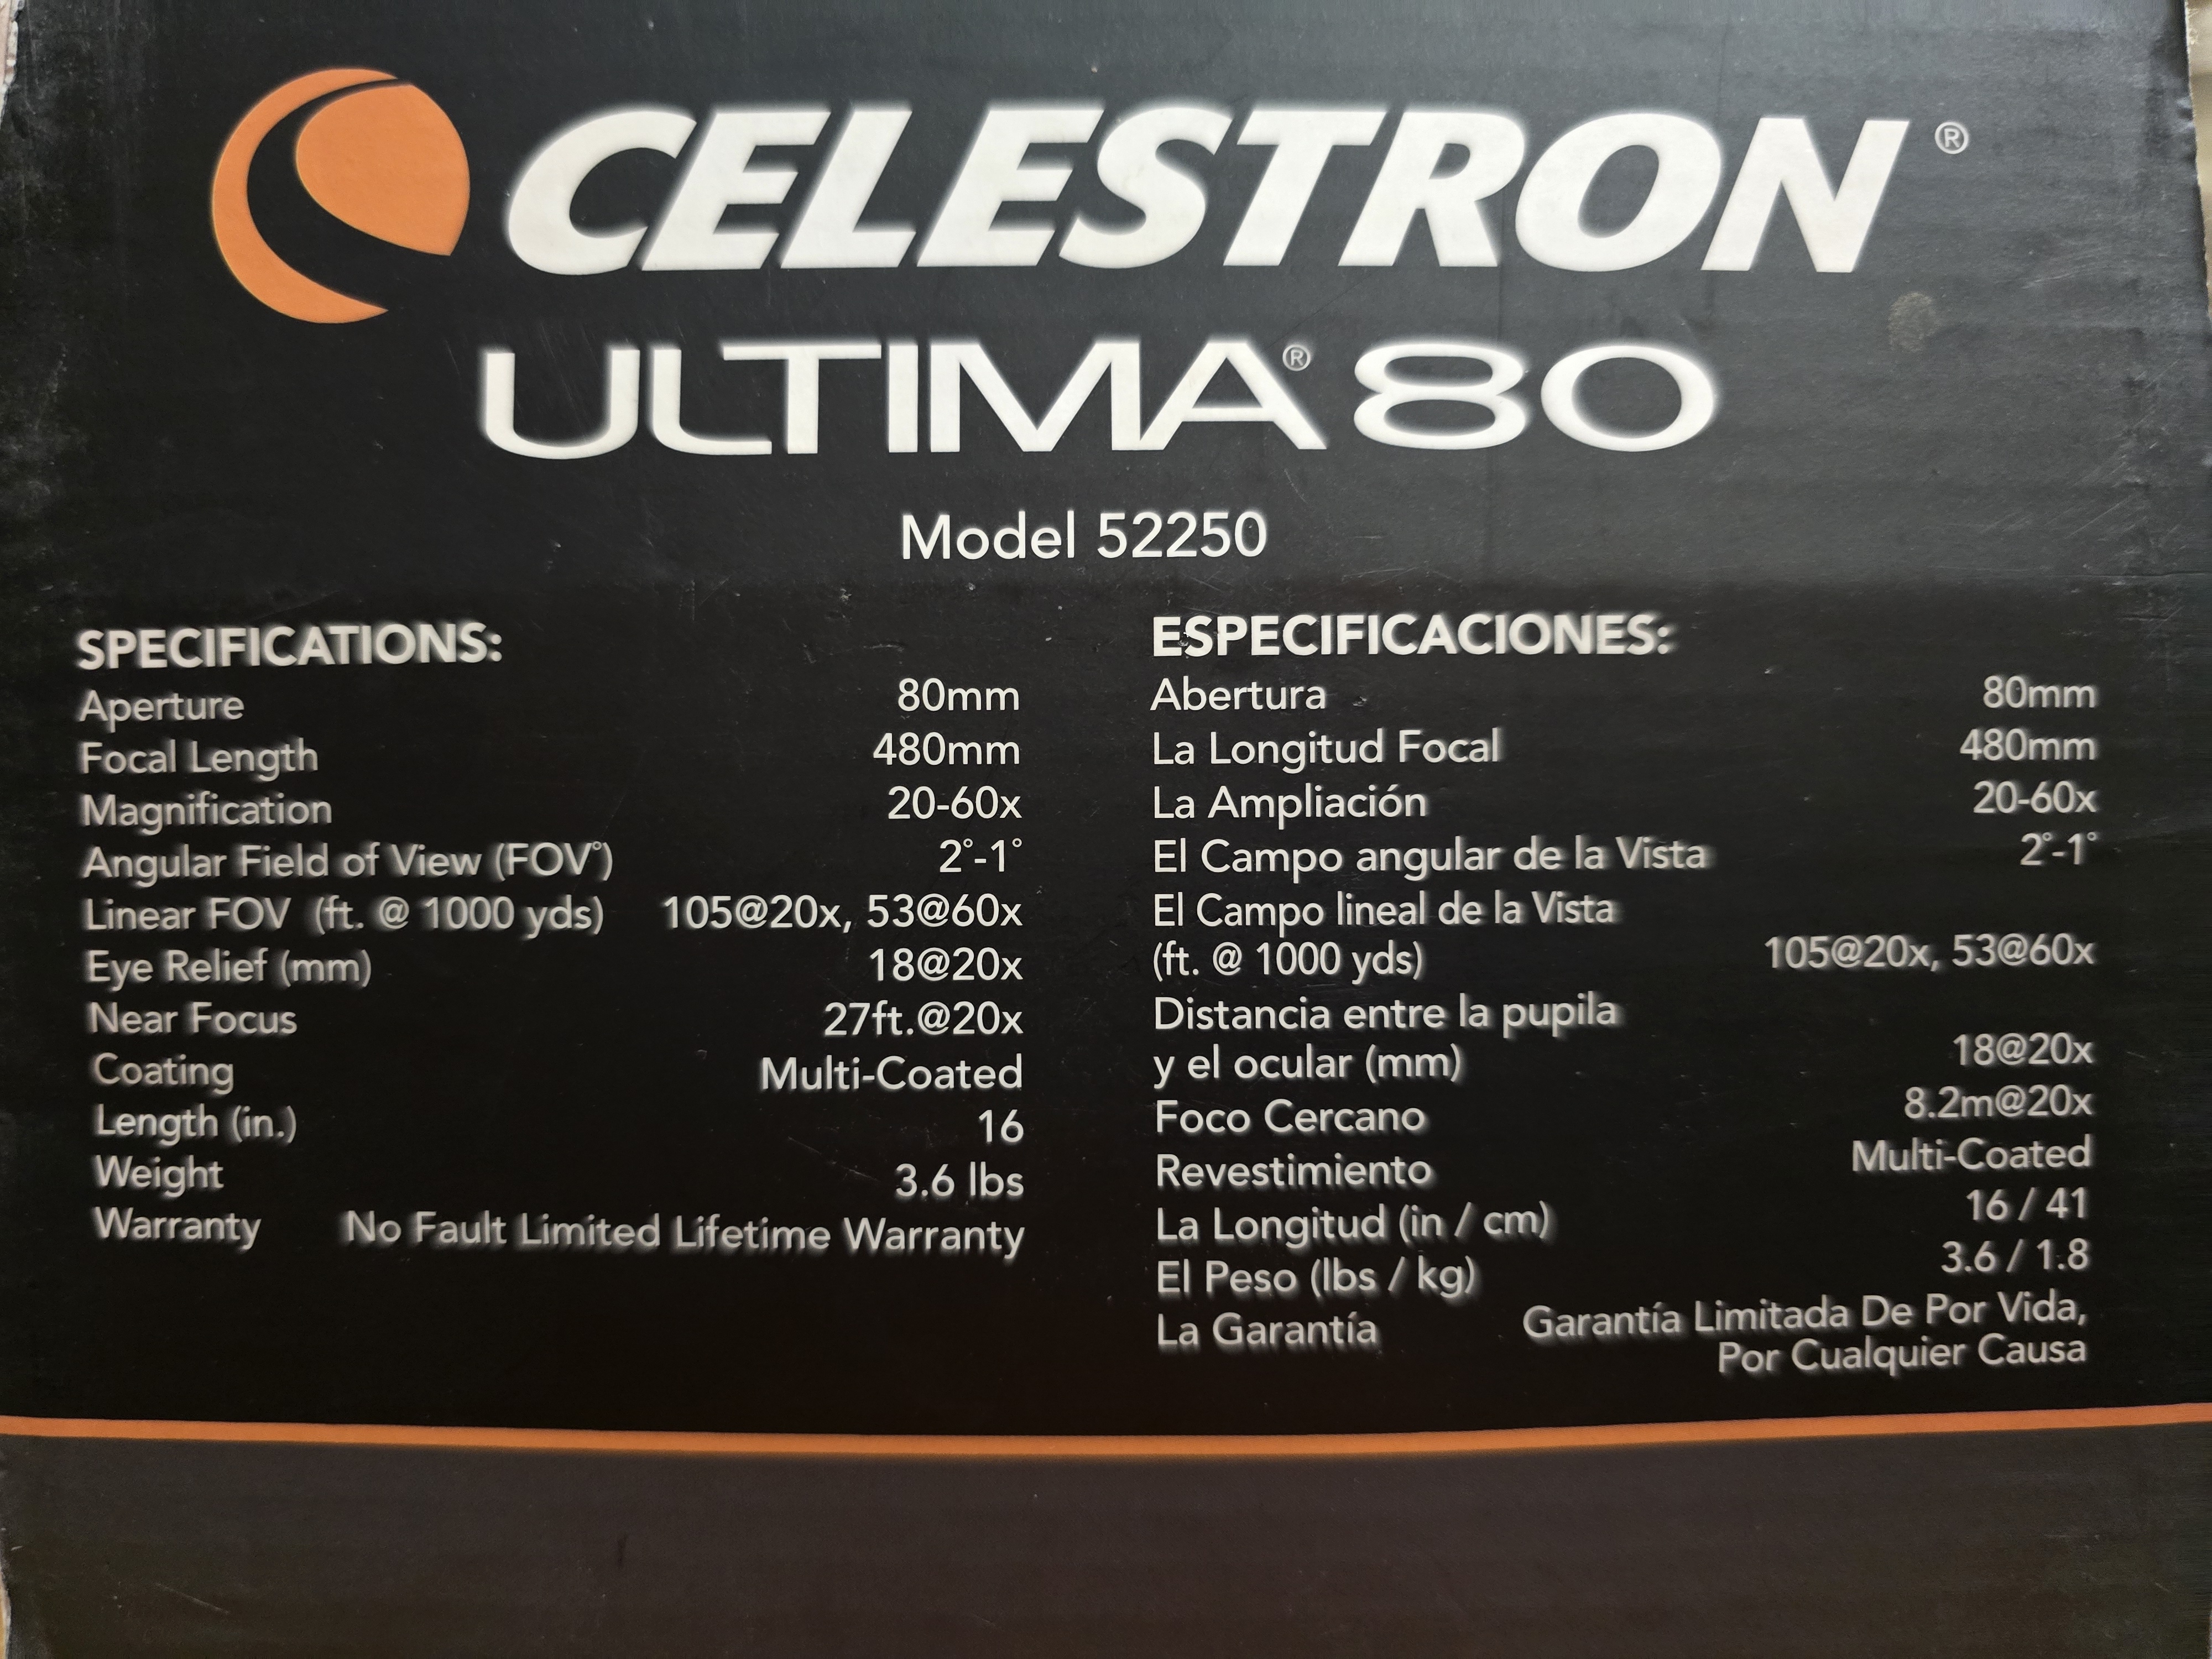 CELESTRON®
ULTIMA® 80
Model 52250
SPECIFICATIONS:
Aperture 80mm
Focal Length 480mm
Magnification 20-60x
Angular Field of View (FOV°) 2°-1°
Linear FOV (ft. @ 1000 yds) 105@20x, 53@60x
Eye Relief (mm) 18@20x
Near Focus 27ft.@20x
Coating Multi-Coated
Length (in.) 16
Weight 3.6 lbs
Warranty No Fault Limited Lifetime Warranty
ESPECIFICACIONES:
Abertura 80mm
La Longitud Focal 480mm
La Ampliación 20-60x
El Campo angular de la Vista 2°-1°
El Campo lineal de la Vista
(ft. @ 1000 yds) 105@20x, 53@60x
Distancia entre la pupila
y el ocular (mm) 18@20x
Foco Cercano 8.2m@20x
Revestimiento Multi-Coated
La Longitud (in / cm) 16 / 41
El Peso (lbs / kg) 3.6 / 1.8
La Garantía Garantía Limitada De Por Vida,
Por Cualquier Causa